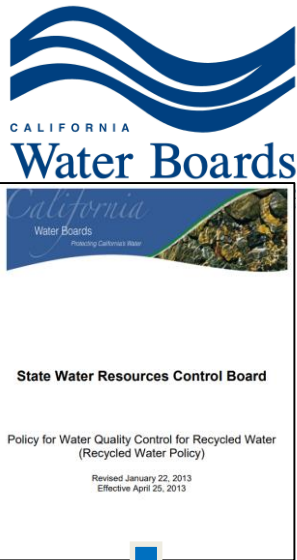 CALIFORNIA
Water Boards
California
Water Boards
Protecting California's Water
State Water Resources Control Board
Policy for Water Quality Control for Recycled Water
(Recycled Water Policy)
Revised January 22, 2013
Effective April 25, 2013